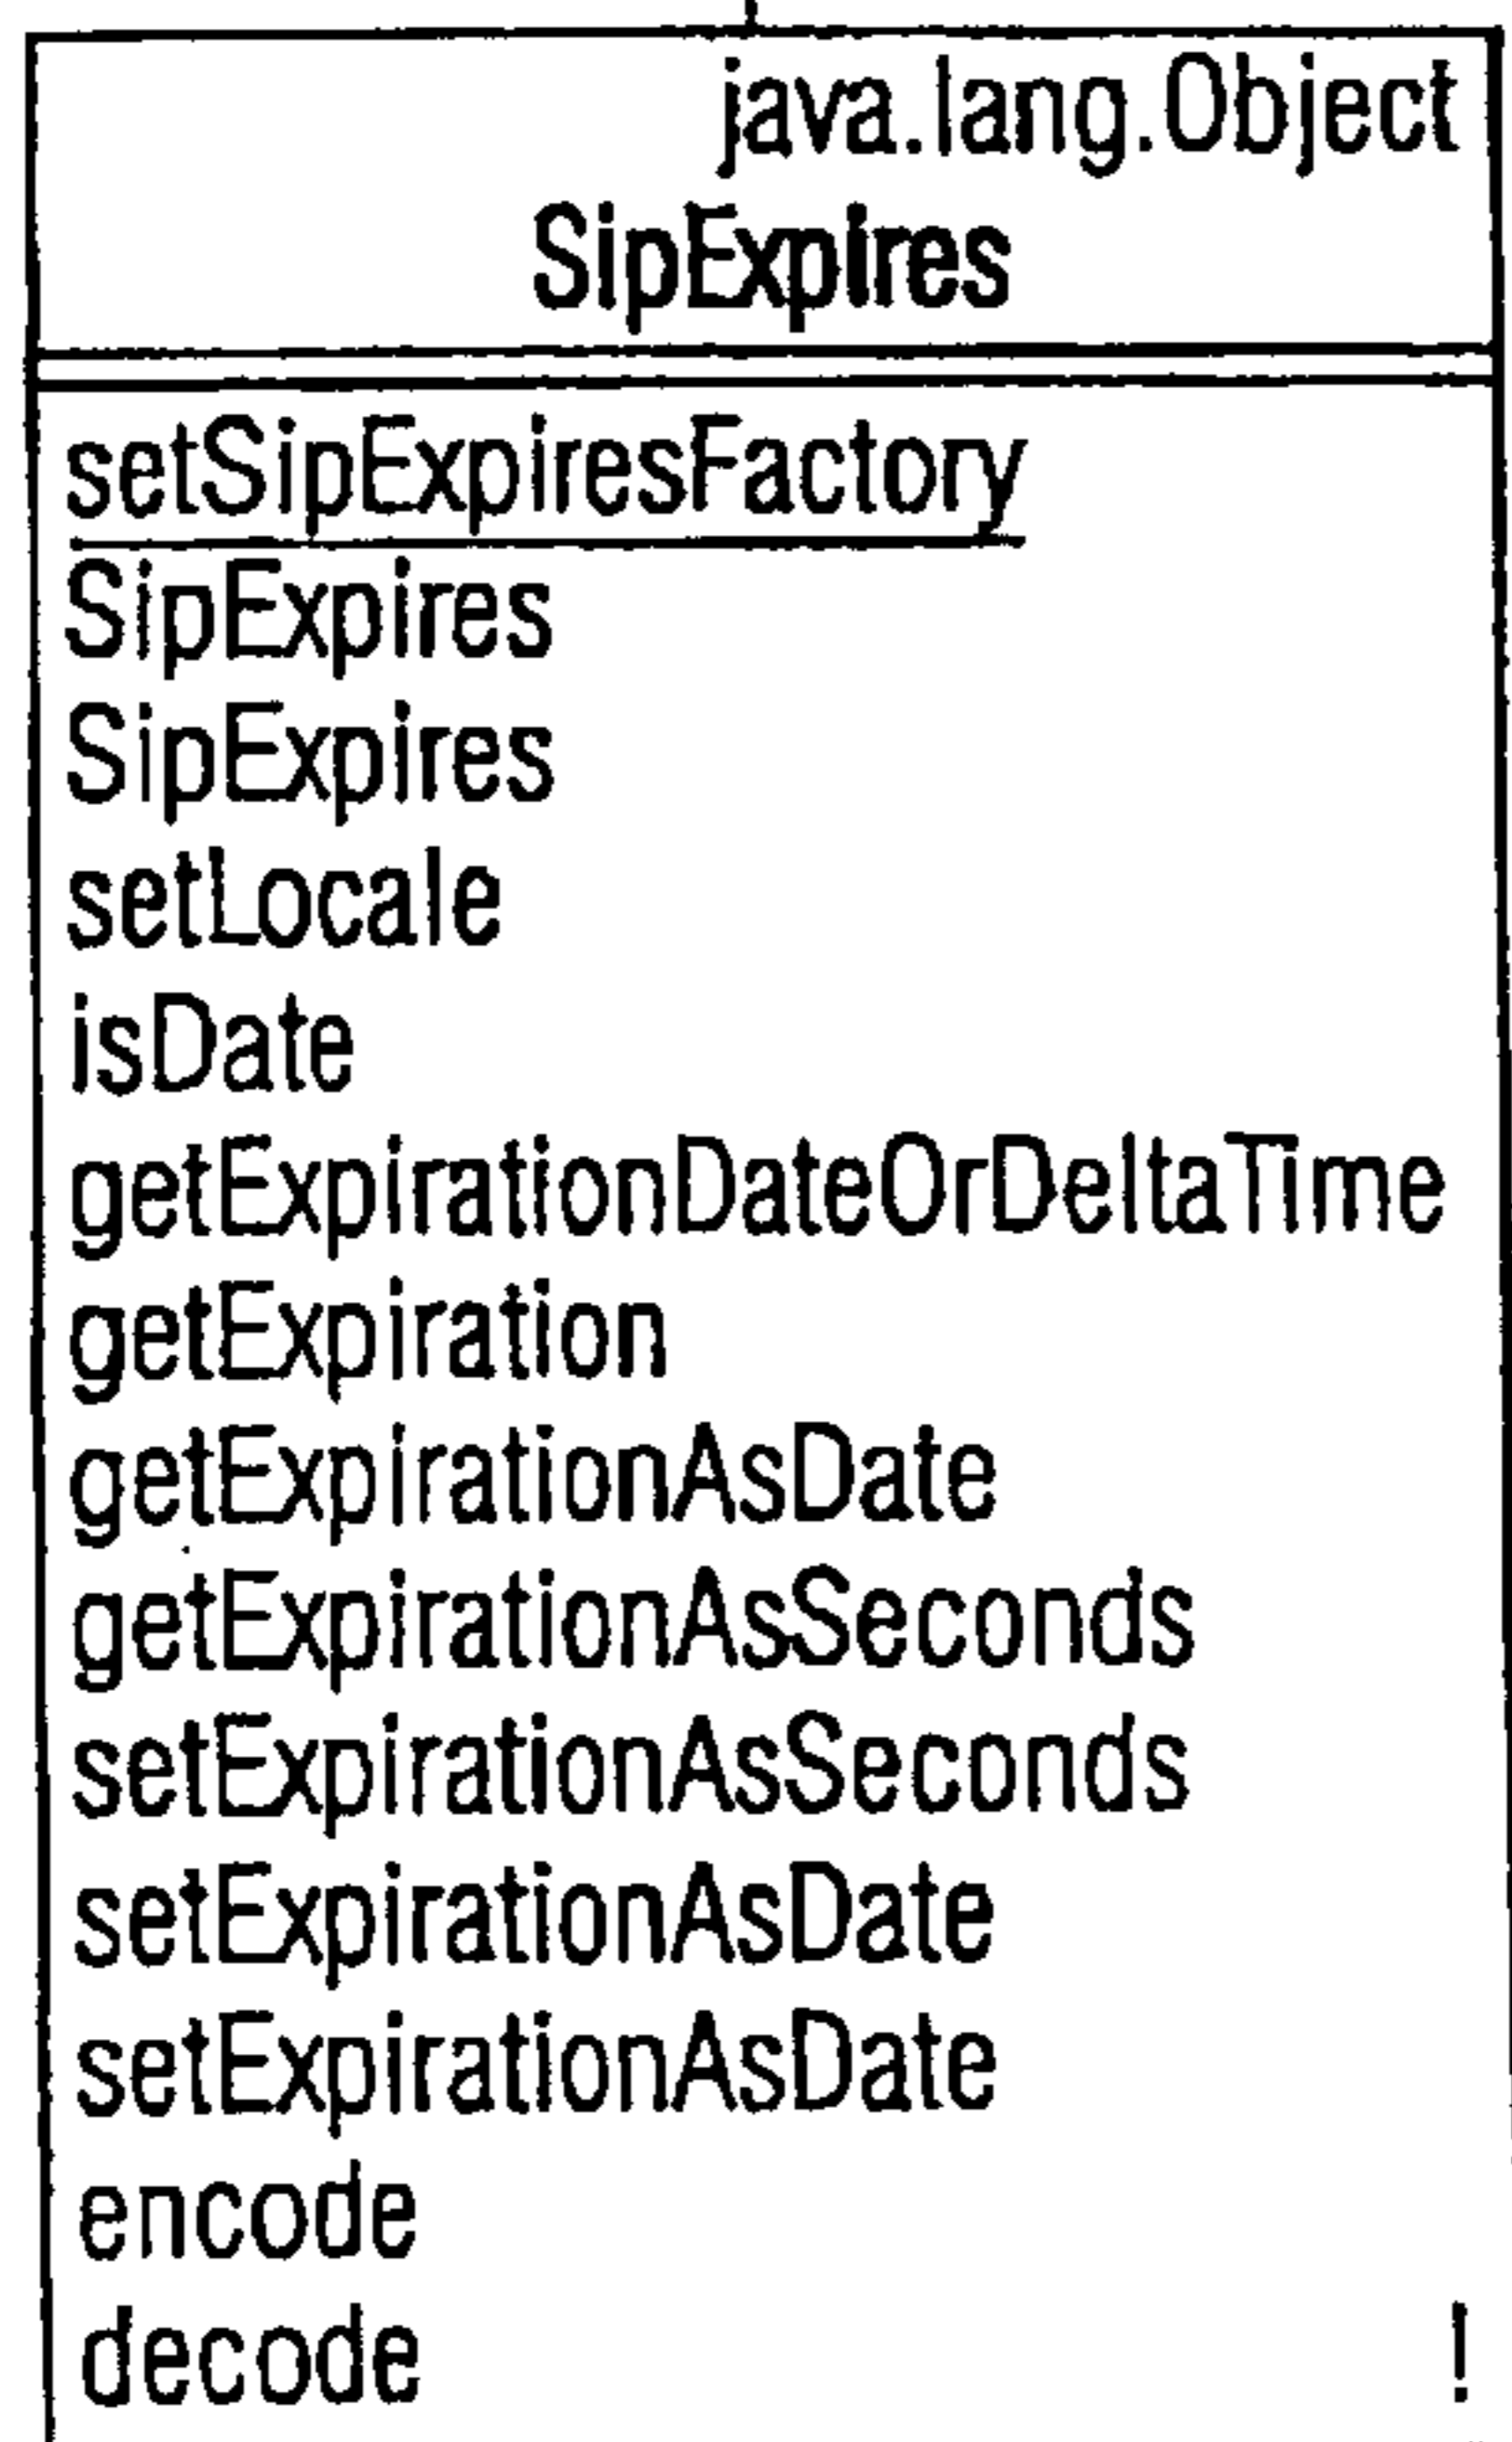 java.lang.Object
SipExpires
setSipExpiresFactory
SipExpires
SipExpires
setLocale
isDate
getExpirationDateOrDeltaTime
getExpiration
getExpirationAsDate
getExpirationAsSeconds
setExpirationAsSeconds
setExpirationAsDate
setExpirationAsDate
encode
decode !